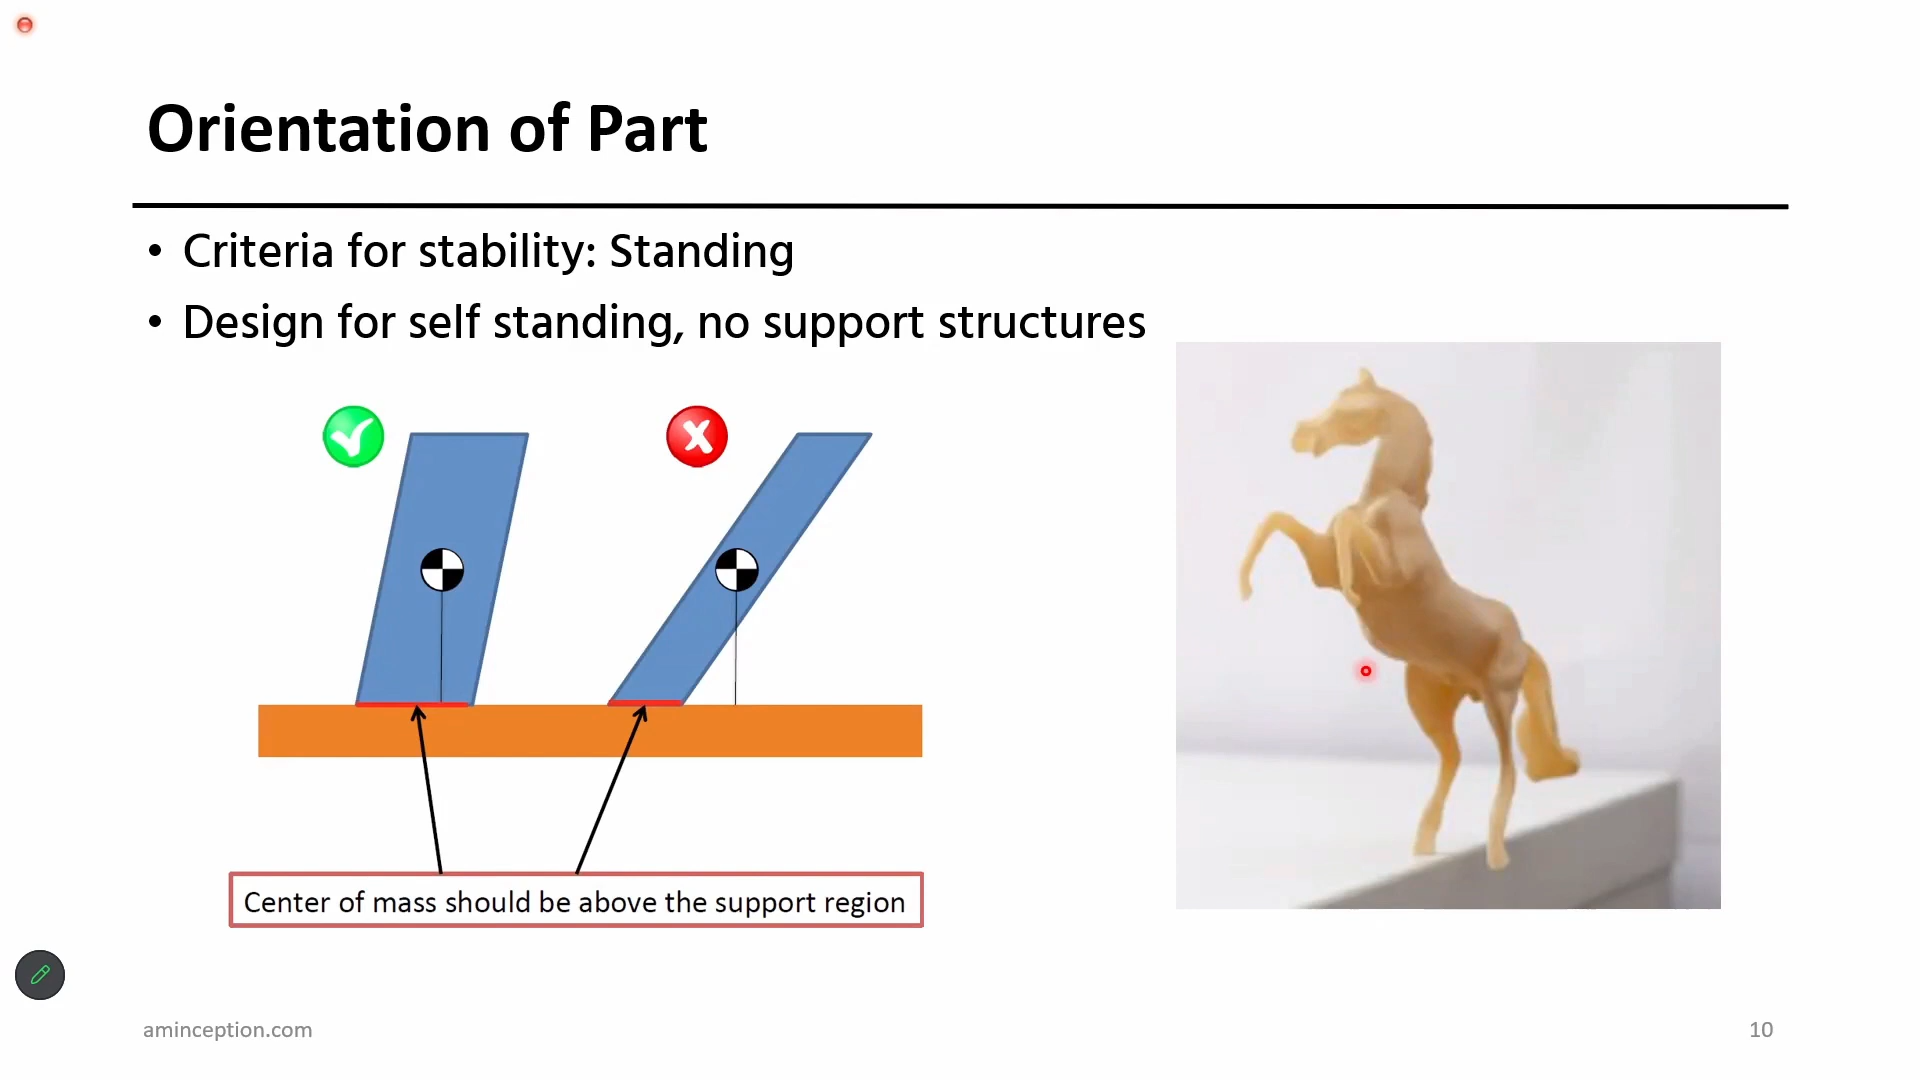 Orientation of Part
• Criteria for stability: Standing
• Design for self standing, no support structures
Center of mass should be above the support region
aminception.com
10